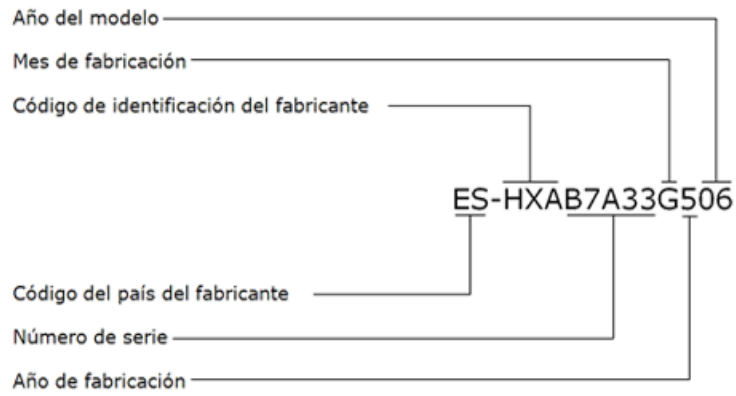 Año del modelo
Mes de fabricación
Código de identificación del fabricante
ES-HXAB7A33G506
Código del país del fabricante
Número de serie
Año de fabricación